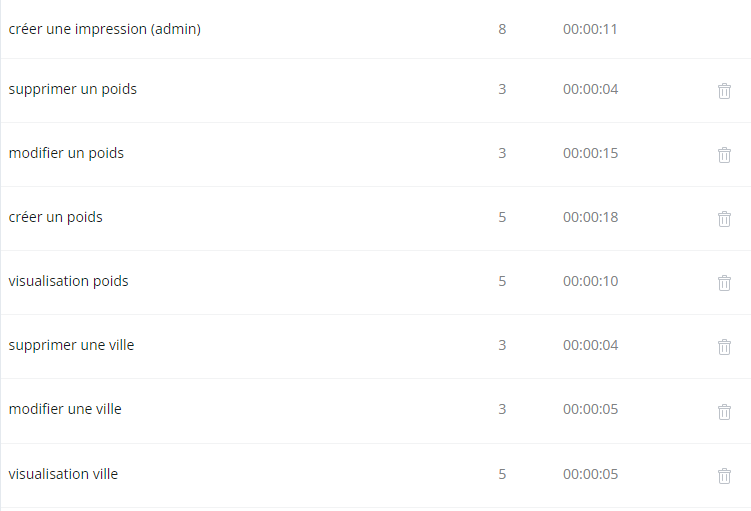 créer une impression (admin) 8 00:00:11
supprimer un poids 3 00:00:04
modifier un poids 3 00:00:15
créer un poids 5 00:00:18
visualisation poids 5 00:00:10
supprimer une ville 3 00:00:04
modifier une ville 3 00:00:05
visualisation ville 5 00:00:05